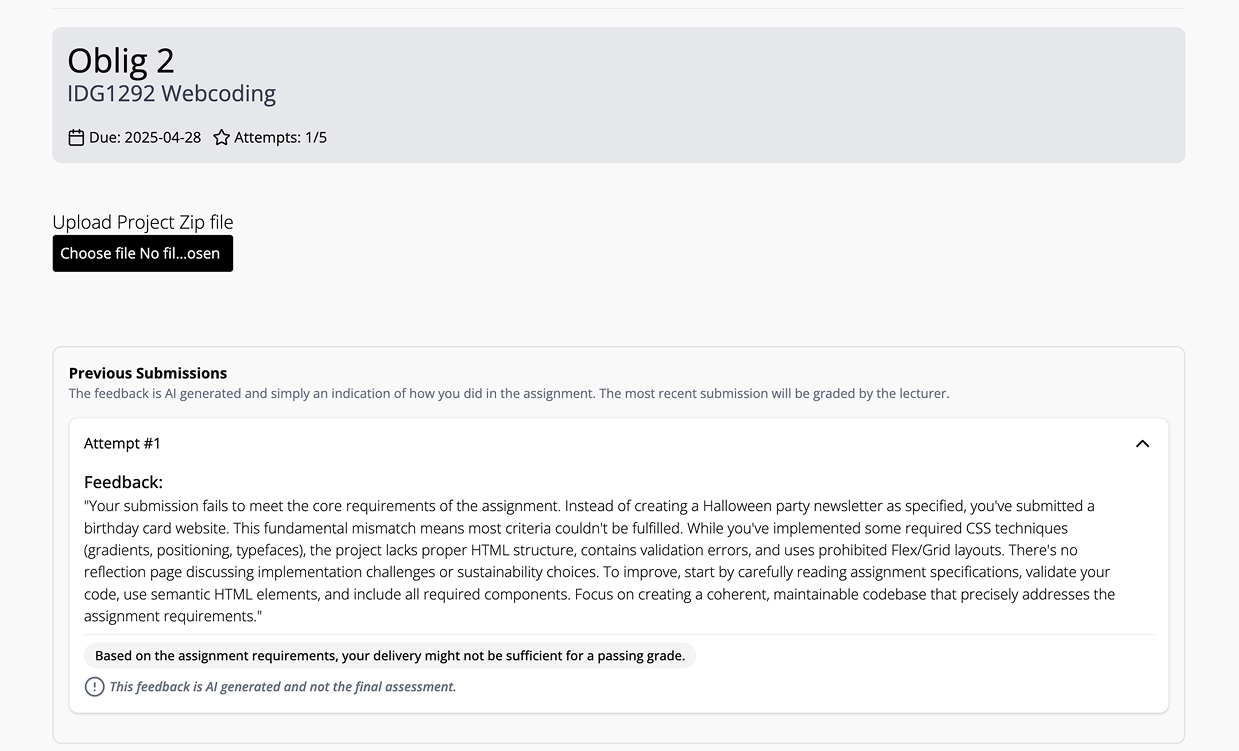 Oblig 2
IDG1292 Webcoding
Due: 2025-04-28 Attempts: 1/5
Upload Project Zip file
Choose file No fil...osen
Previous Submissions
The feedback is AI generated and simply an indication of how you did in the assignment. The most recent submission will be graded by the lecturer.
Attempt #1
Feedback:
"Your submission fails to meet the core requirements of the assignment. Instead of creating a Halloween party newsletter as specified, you've submitted a
birthday card website. This fundamental mismatch means most criteria couldn't be fulfilled. While you've implemented some required CSS techniques
(gradients, positioning, typefaces), the project lacks proper HTML structure, contains validation errors, and uses prohibited Flex/Grid layouts. There's no
reflection page discussing implementation challenges or sustainability choices. To improve, start by carefully reading assignment specifications, validate your
code, use semantic HTML elements, and include all required components. Focus on creating a coherent, maintainable codebase that precisely addresses the
assignment requirements."
Based on the assignment requirements, your delivery might not be sufficient for a passing grade.
This feedback is AI generated and not the final assessment.